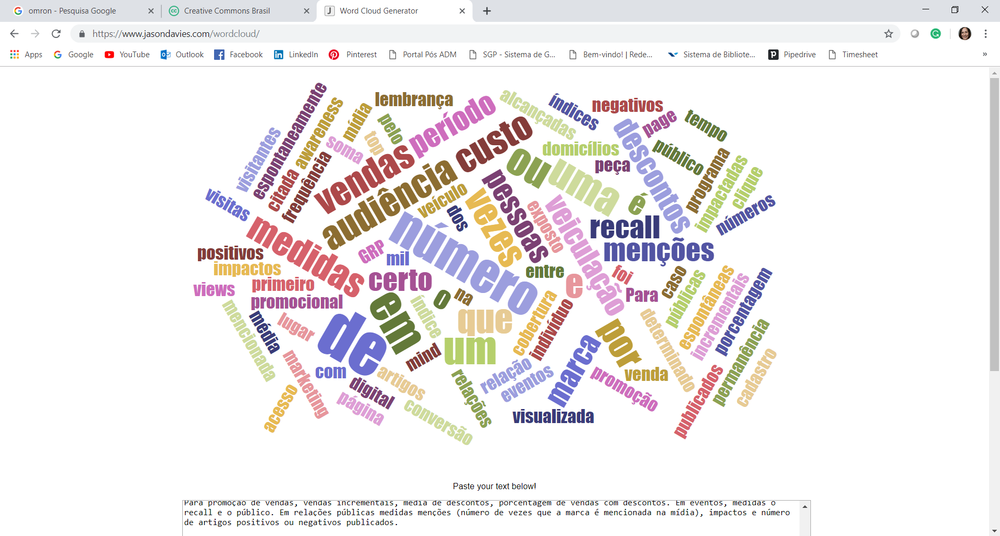 omron - Pesquisa Google
Creative Commons Brasil
Word Cloud Generator
https://www.jasondavies.com/wordcloud/
Apps Google YouTube Outlook Facebook LinkedIn Pinterest Portal Pós ADM SGP - Sistema de G... Bem-vindo! | Rede... Sistema de Bibliote... Pipedrive Timesheet »
lembrança
período
alcançadas
índices
negativos
page
tempo
espontaneamente
awareness
mídia
pelo
top
soma
visitantes
citada
frequência
vendas
custo
audiência
domicílios
peça
descontos
público
programa
impactadas
clique
números
visitas
medidas
veículo
dos
vezes
pessoas
ou
uma
é
exposto
veiculação
recall
menções
número
GRP
mil
certo
entre
e
foi
Para
caso
públicas
espontâneas
incrementais
porcentagem
positivos
impactos
views
primeiro
promocional
mencionada
média
lugar
em
índice
o
na
que
um
cobertura
indivíduo
por
determinado
permanência
cadastro
publicados
de
mind
com
marketing
acesso
digital
artigos
página
conversão
relações
relação
eventos
marca
promoção
venda
visualizada
Paste your text below!
Para promoção de vendas, vendas incrementais, média de descontos, porcentagem de vendas com descontos. Em eventos, medidas o
recall e o público. Em relações públicas medidas menções (número de vezes que a marca é mencionada na mídia), impactos e número
de artigos positivos ou negativos publicados.